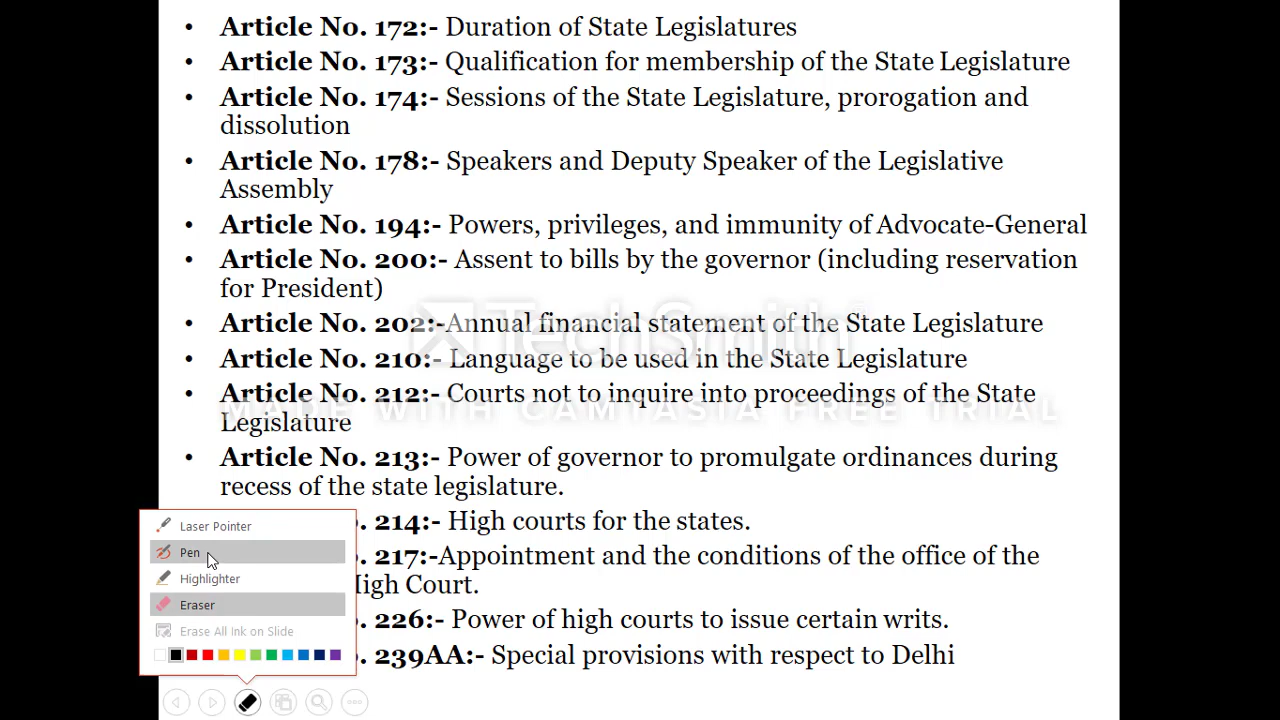 • Article No. 172:- Duration of State Legislatures
• Article No. 173:- Qualification for membership of the State Legislature
• Article No. 174:- Sessions of the State Legislature, prorogation and
dissolution
• Article No. 178:- Speakers and Deputy Speaker of the Legislative
Assembly
• Article No. 194:- Powers, privileges, and immunity of Advocate-General
• Article No. 200:- Assent to bills by the governor (including reservation
for President)
• Article No. 202:-Annual financial statement of the State Legislature
TechSmith®
• Article No. 210:- Language to be used in the State Legislature
• Article No. 212:- Courts not to inquire into proceedings of the State
MADE WITH CAMTASIA FREE TRIAL
Legislature
• Article No. 213:- Power of governor to promulgate ordinances during
recess of the state legislature.
214:- High courts for the states.
217:-Appointment and the conditions of the office of the
High Court.
226:- Power of high courts to issue certain writs.
239AA:- Special provisions with respect to Delhi
Laser Pointer
Pen
Highlighter
Eraser
Erase All Ink on Slide